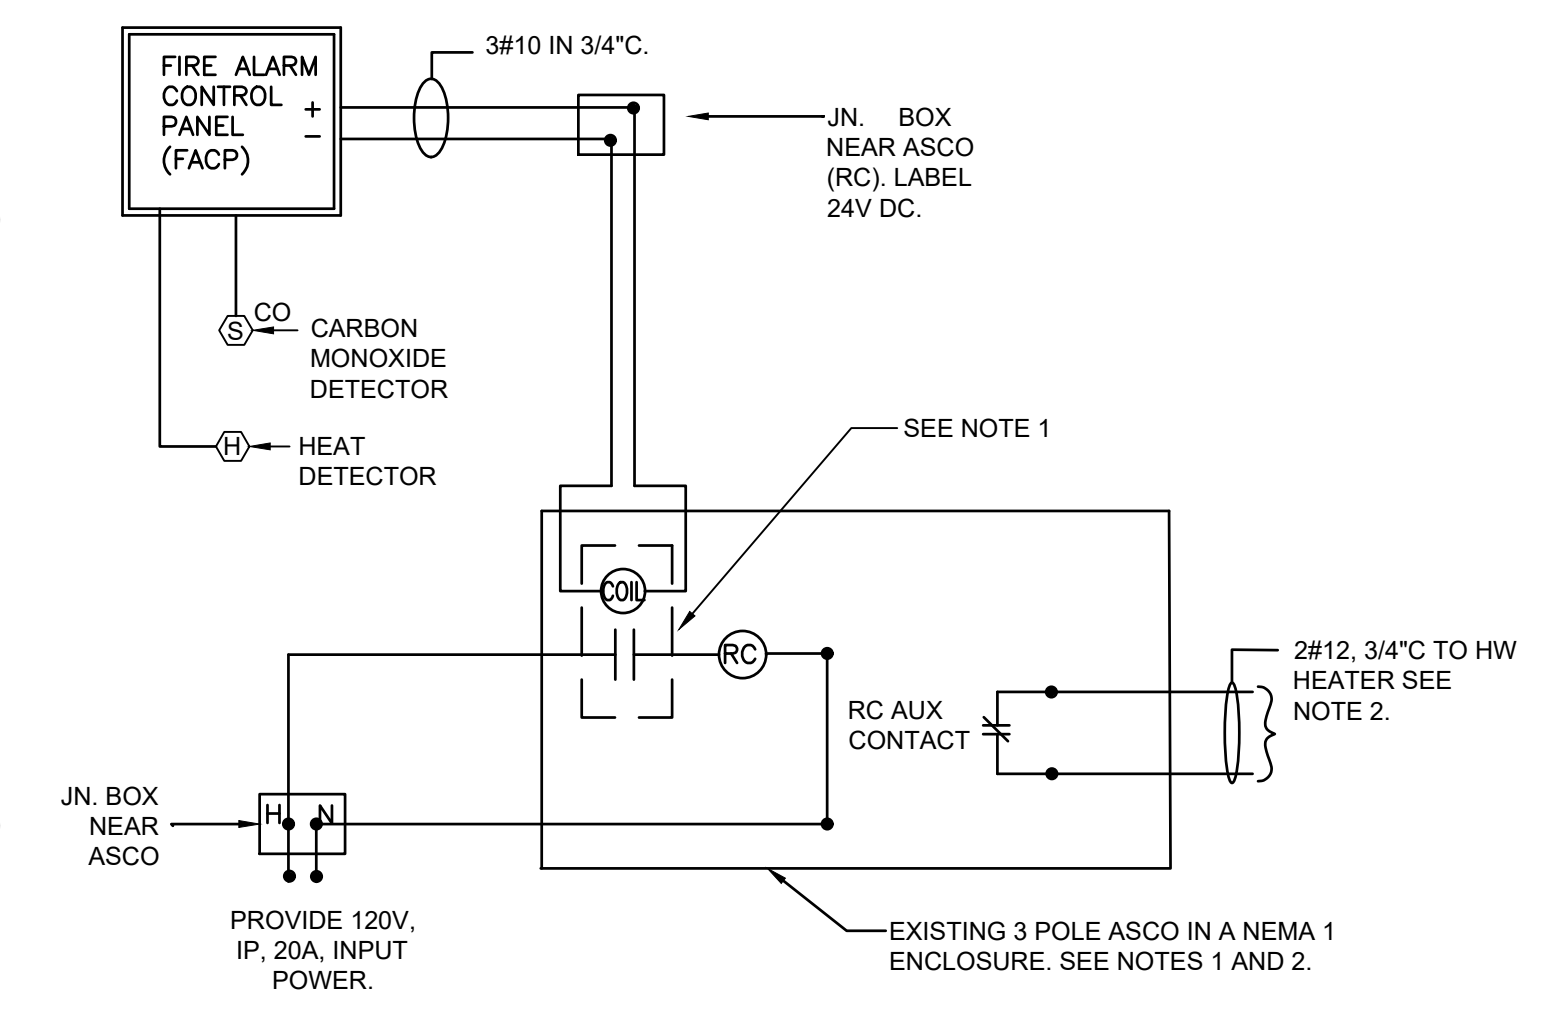 FIRE ALARM
CONTROL
PANEL
(FACP)
+
−
3#10 IN 3/4"C.
JN. BOX
NEAR ASCO
(RC). LABEL
24V DC.
CO
S
CARBON
MONOXIDE
DETECTOR
H
HEAT
DETECTOR
SEE NOTE 1
COIL
RC
RC AUX
CONTACT
2#12, 3/4"C TO HW
HEATER SEE
NOTE 2.
JN. BOX
NEAR
ASCO
H N
PROVIDE 120V,
IP, 20A, INPUT
POWER.
EXISTING 3 POLE ASCO IN A NEMA 1
ENCLOSURE. SEE NOTES 1 AND 2.